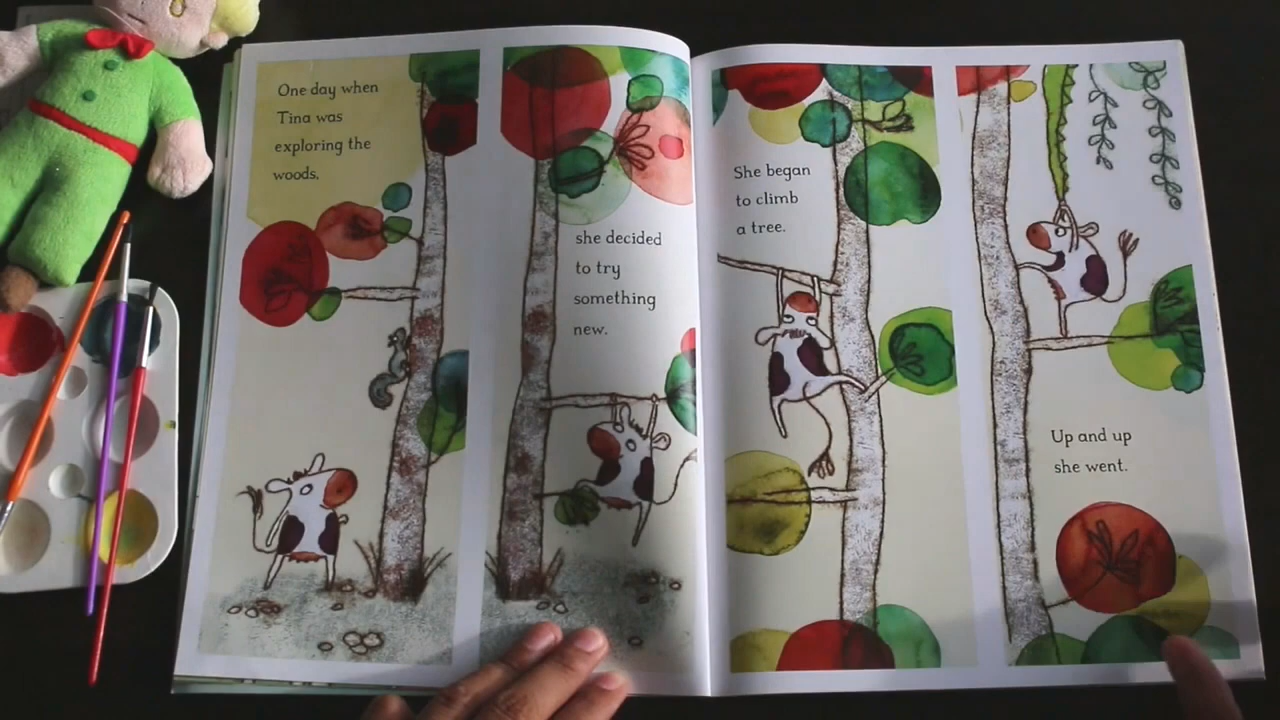 One day when
Tina was
exploring the
woods,
she decided
to try
something
new.
She began
to climb
a tree.
Up and up
she went.